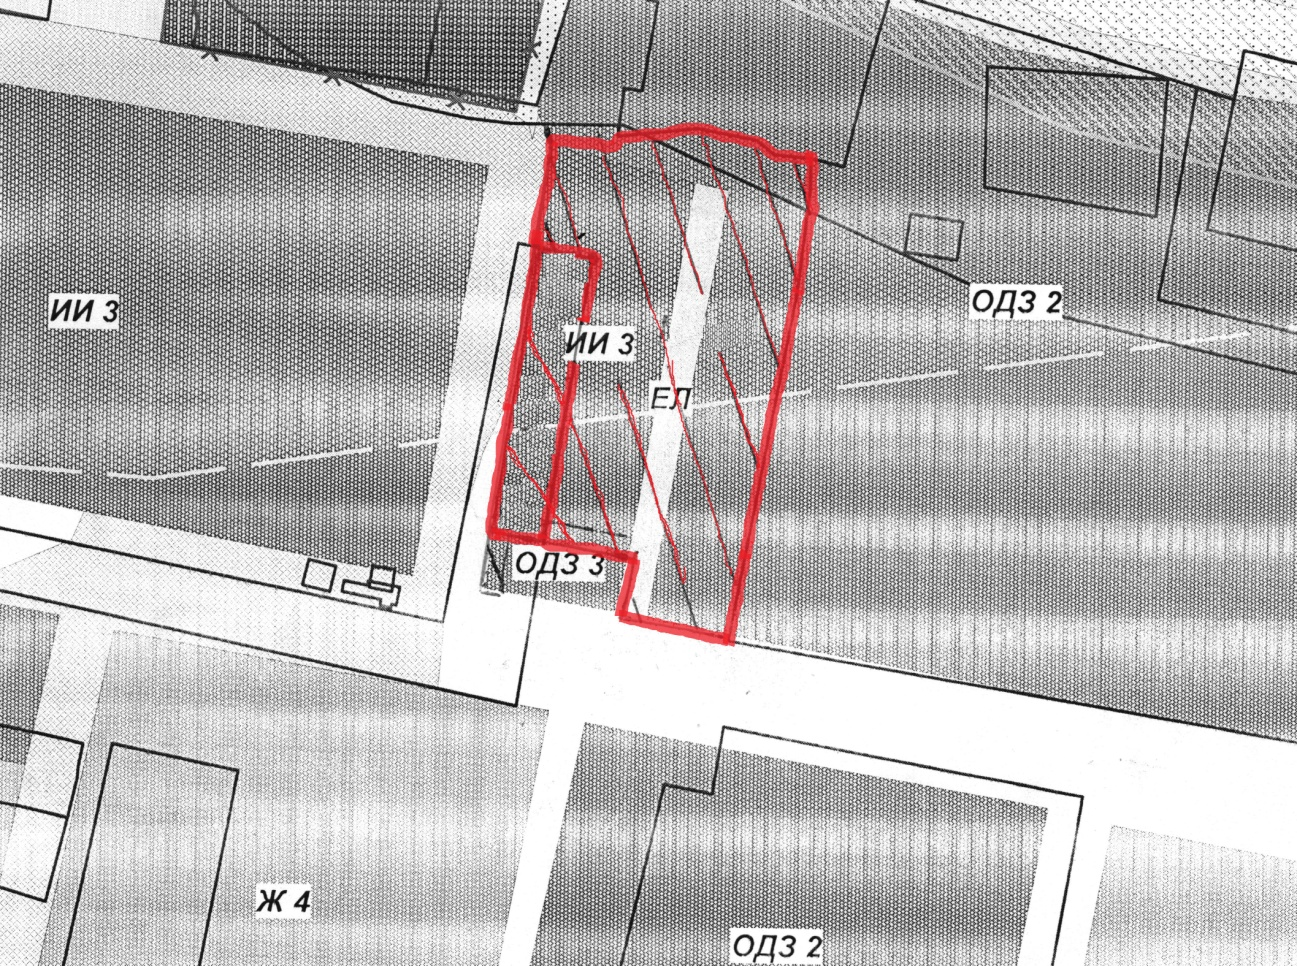 ИИ 3
ОДЗ 2
ИИ 3
ЕЛ
ОДЗ 3
Ж 4
ОДЗ 2